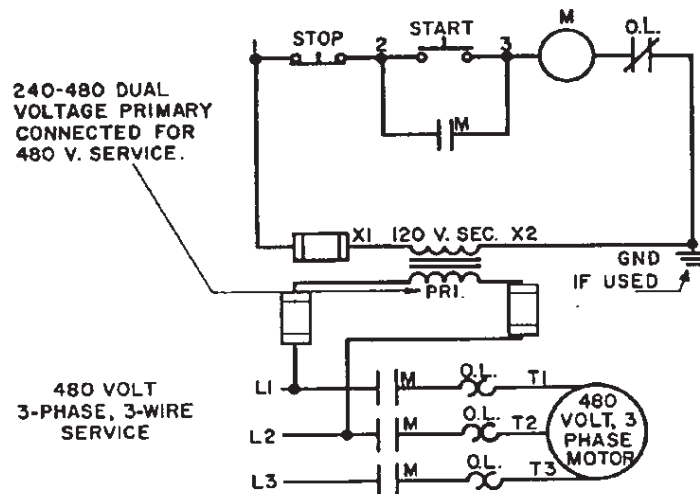 STOP
START
M
O.L.
2
3
M
240-480 DUAL
VOLTAGE PRIMARY
CONNECTED FOR
480 V. SERVICE.
X1
120 V. SEC.
X2
GND
IF USED
PRI.
480 VOLT
3-PHASE, 3-WIRE
SERVICE
L1
M
O.L.
T1
L2
M
O.L.
T2
L3
M
O.L.
T3
480
VOLT, 3
PHASE
MOTOR